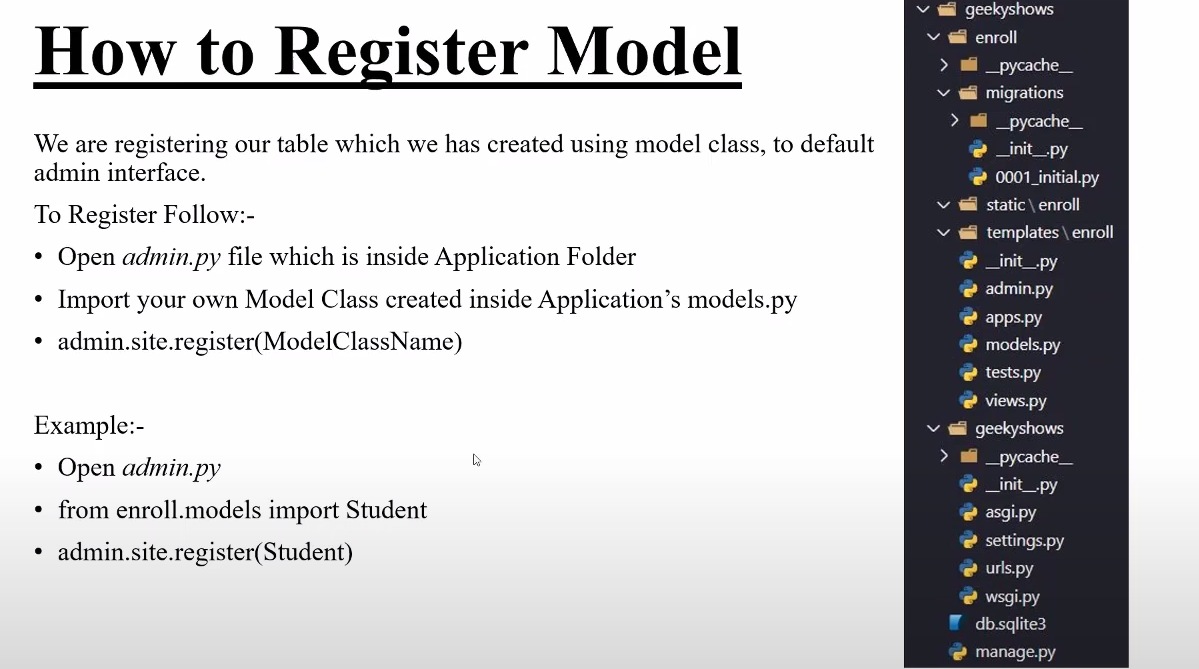 How to Register Model
We are registering our table which we has created using model class, to default
admin interface.
To Register Follow:-
• Open admin.py file which is inside Application Folder
• Import your own Model Class created inside Application’s models.py
• admin.site.register(ModelClassName)
Example:-
• Open admin.py
• from enroll.models import Student
• admin.site.register(Student)
geekyshows
enroll
__pycache__
migrations
__pycache__
__init__.py
0001_initial.py
static \ enroll
templates \ enroll
__init__.py
admin.py
apps.py
models.py
tests.py
views.py
geekyshows
__pycache__
__init__.py
asgi.py
settings.py
urls.py
wsgi.py
db.sqlite3
manage.py